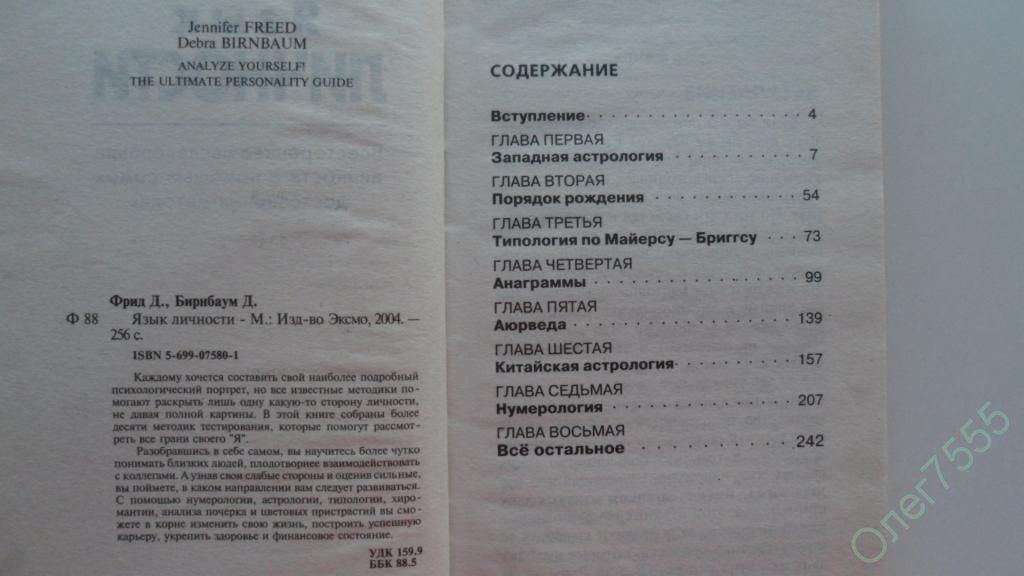 Jennifer FREED
Debra BIRNBAUM
ANALYZE YOURSELF!
THE ULTIMATE PERSONALITY GUIDE
Фрид Д., Бирнбаум Д.
Ф 88 Язык личности - М.: Изд-во Эксмо, 2004. —
256 с.
ISBN 5-699-07580-1
Каждому хочется составить свой наиболее подробный
психологический портрет, но все известные методики по-
могают раскрыть лишь одну какую-то сторону личности,
не давая полной картины. В этой книге собраны более
десяти методик тестирования, которые помогут рассмот-
реть все грани своего "Я".
Разобравшись в себе самом, вы научитесь более чутко
понимать близких людей, плодотворнее взаимодействовать
с коллегами. А узнав свои слабые стороны и оценив сильные,
вы поймете, в каком направлении вам следует развиваться.
С помощью нумерологии, астрологии, типологии, хиро-
мантии, анализа почерка и цветовых пристрастий вы смо-
жете в корне изменить свою жизнь, построить успешную
карьеру, укрепить здоровье и финансовое состояние.
УДК 159.9
ББК 88.5
СОДЕРЖАНИЕ
Вступление 4
ГЛАВА ПЕРВАЯ
Западная астрология 7
ГЛАВА ВТОРАЯ
Порядок рождения 54
ГЛАВА ТРЕТЬЯ
Типология по Майерсу — Бриггсу 73
ГЛАВА ЧЕТВЕРТАЯ
Анаграммы 99
ГЛАВА ПЯТАЯ
Аюрведа 139
ГЛАВА ШЕСТАЯ
Китайская астрология 157
ГЛАВА СЕДЬМАЯ
Нумерология 207
ГЛАВА ВОСЬМАЯ
Всё остальное 242
Олег7555